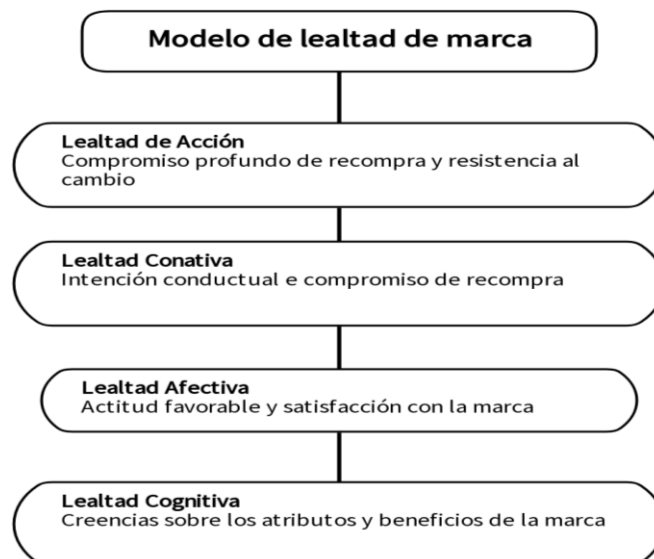 Modelo de lealtad de marca
Lealtad de Acción
Compromiso profundo de recompra y resistencia al
cambio
Lealtad Conativa
Intención conductual e compromiso de recompra
Lealtad Afectiva
Actitud favorable y satisfacción con la marca
Lealtad Cognitiva
Creencias sobre los atributos y beneficios de la marca